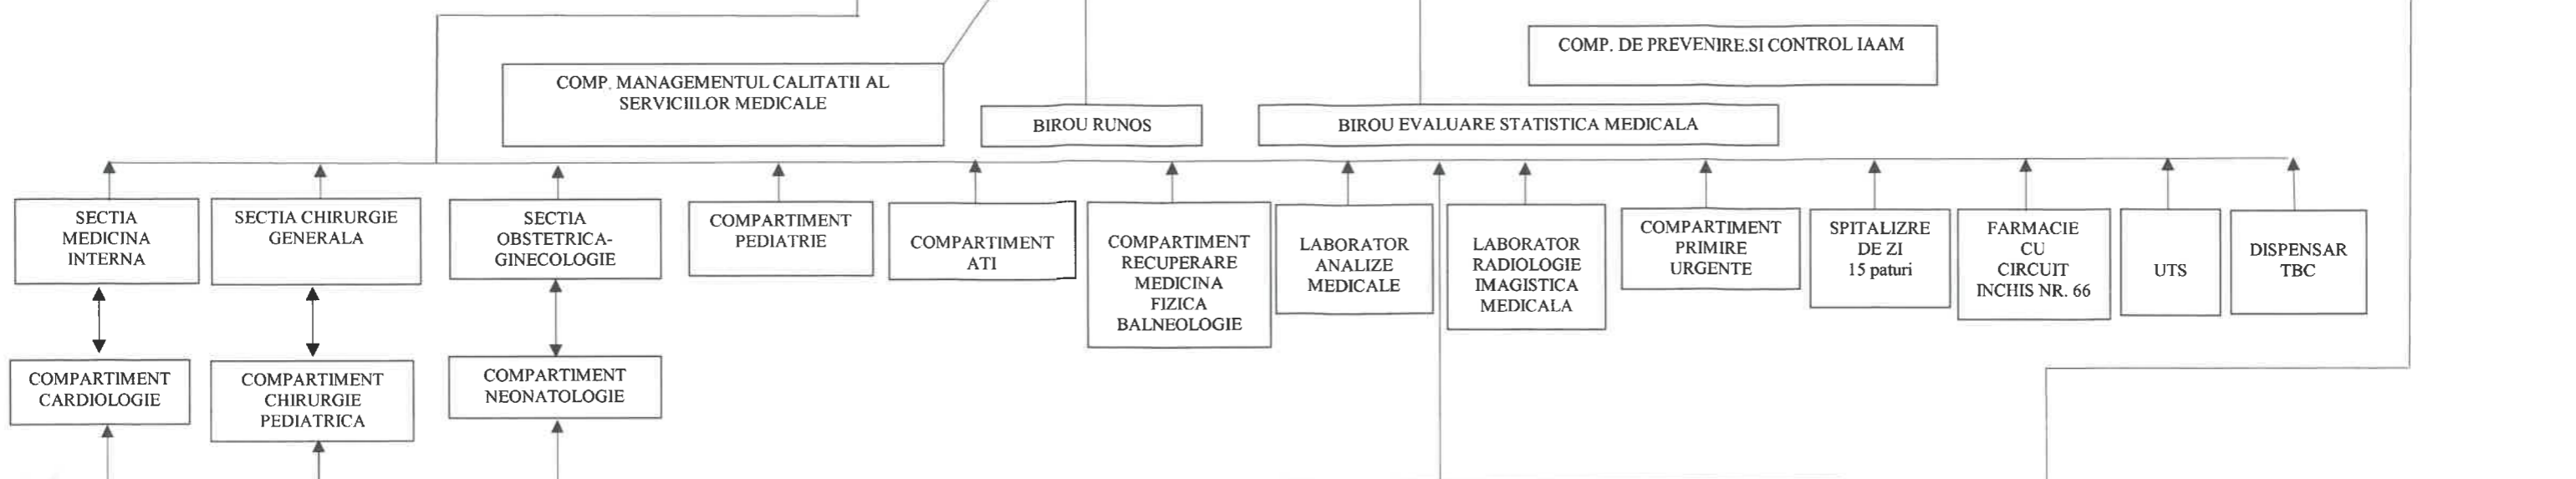 COMP. DE PREVENIRE.SI CONTROL IAAM
COMP. MANAGEMENTUL CALITATII AL
SERVICIILOR MEDICALE
BIROU RUNOS
BIROU EVALUARE STATISTICA MEDICALA
SECTIA
MEDICINA
INTERNA
SECTIA CHIRURGIE
GENERALA
SECTIA
OBSTETRICA-
GINECOLOGIE
COMPARTIMENT
PEDIATRIE
COMPARTIMENT
ATI
COMPARTIMENT
RECUPERARE
MEDICINA
FIZICA
BALNEOLOGIE
LABORATOR
ANALIZE
MEDICALE
LABORATOR
RADIOLOGIE
IMAGISTICA
MEDICALA
COMPARTIMENT
PRIMIRE
URGENTE
SPITALIZRE
DE ZI
15 paturi
FARMACIE
CU
CIRCUIT
INCHIS NR. 66
UTS
DISPENSAR
TBC
COMPARTIMENT
CARDIOLOGIE
COMPARTIMENT
CHIRURGIE
PEDIATRICA
COMPARTIMENT
NEONATOLOGIE